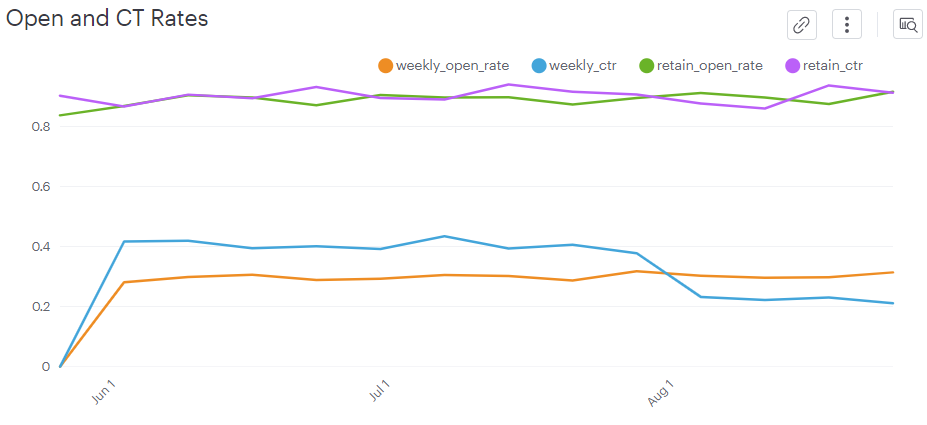 Open and CT Rates
weekly_open_rate weekly_ctr retain_open_rate retain_ctr
0.8
0.6
0.4
0.2
0
Jun 1 Jul 1 Aug 1